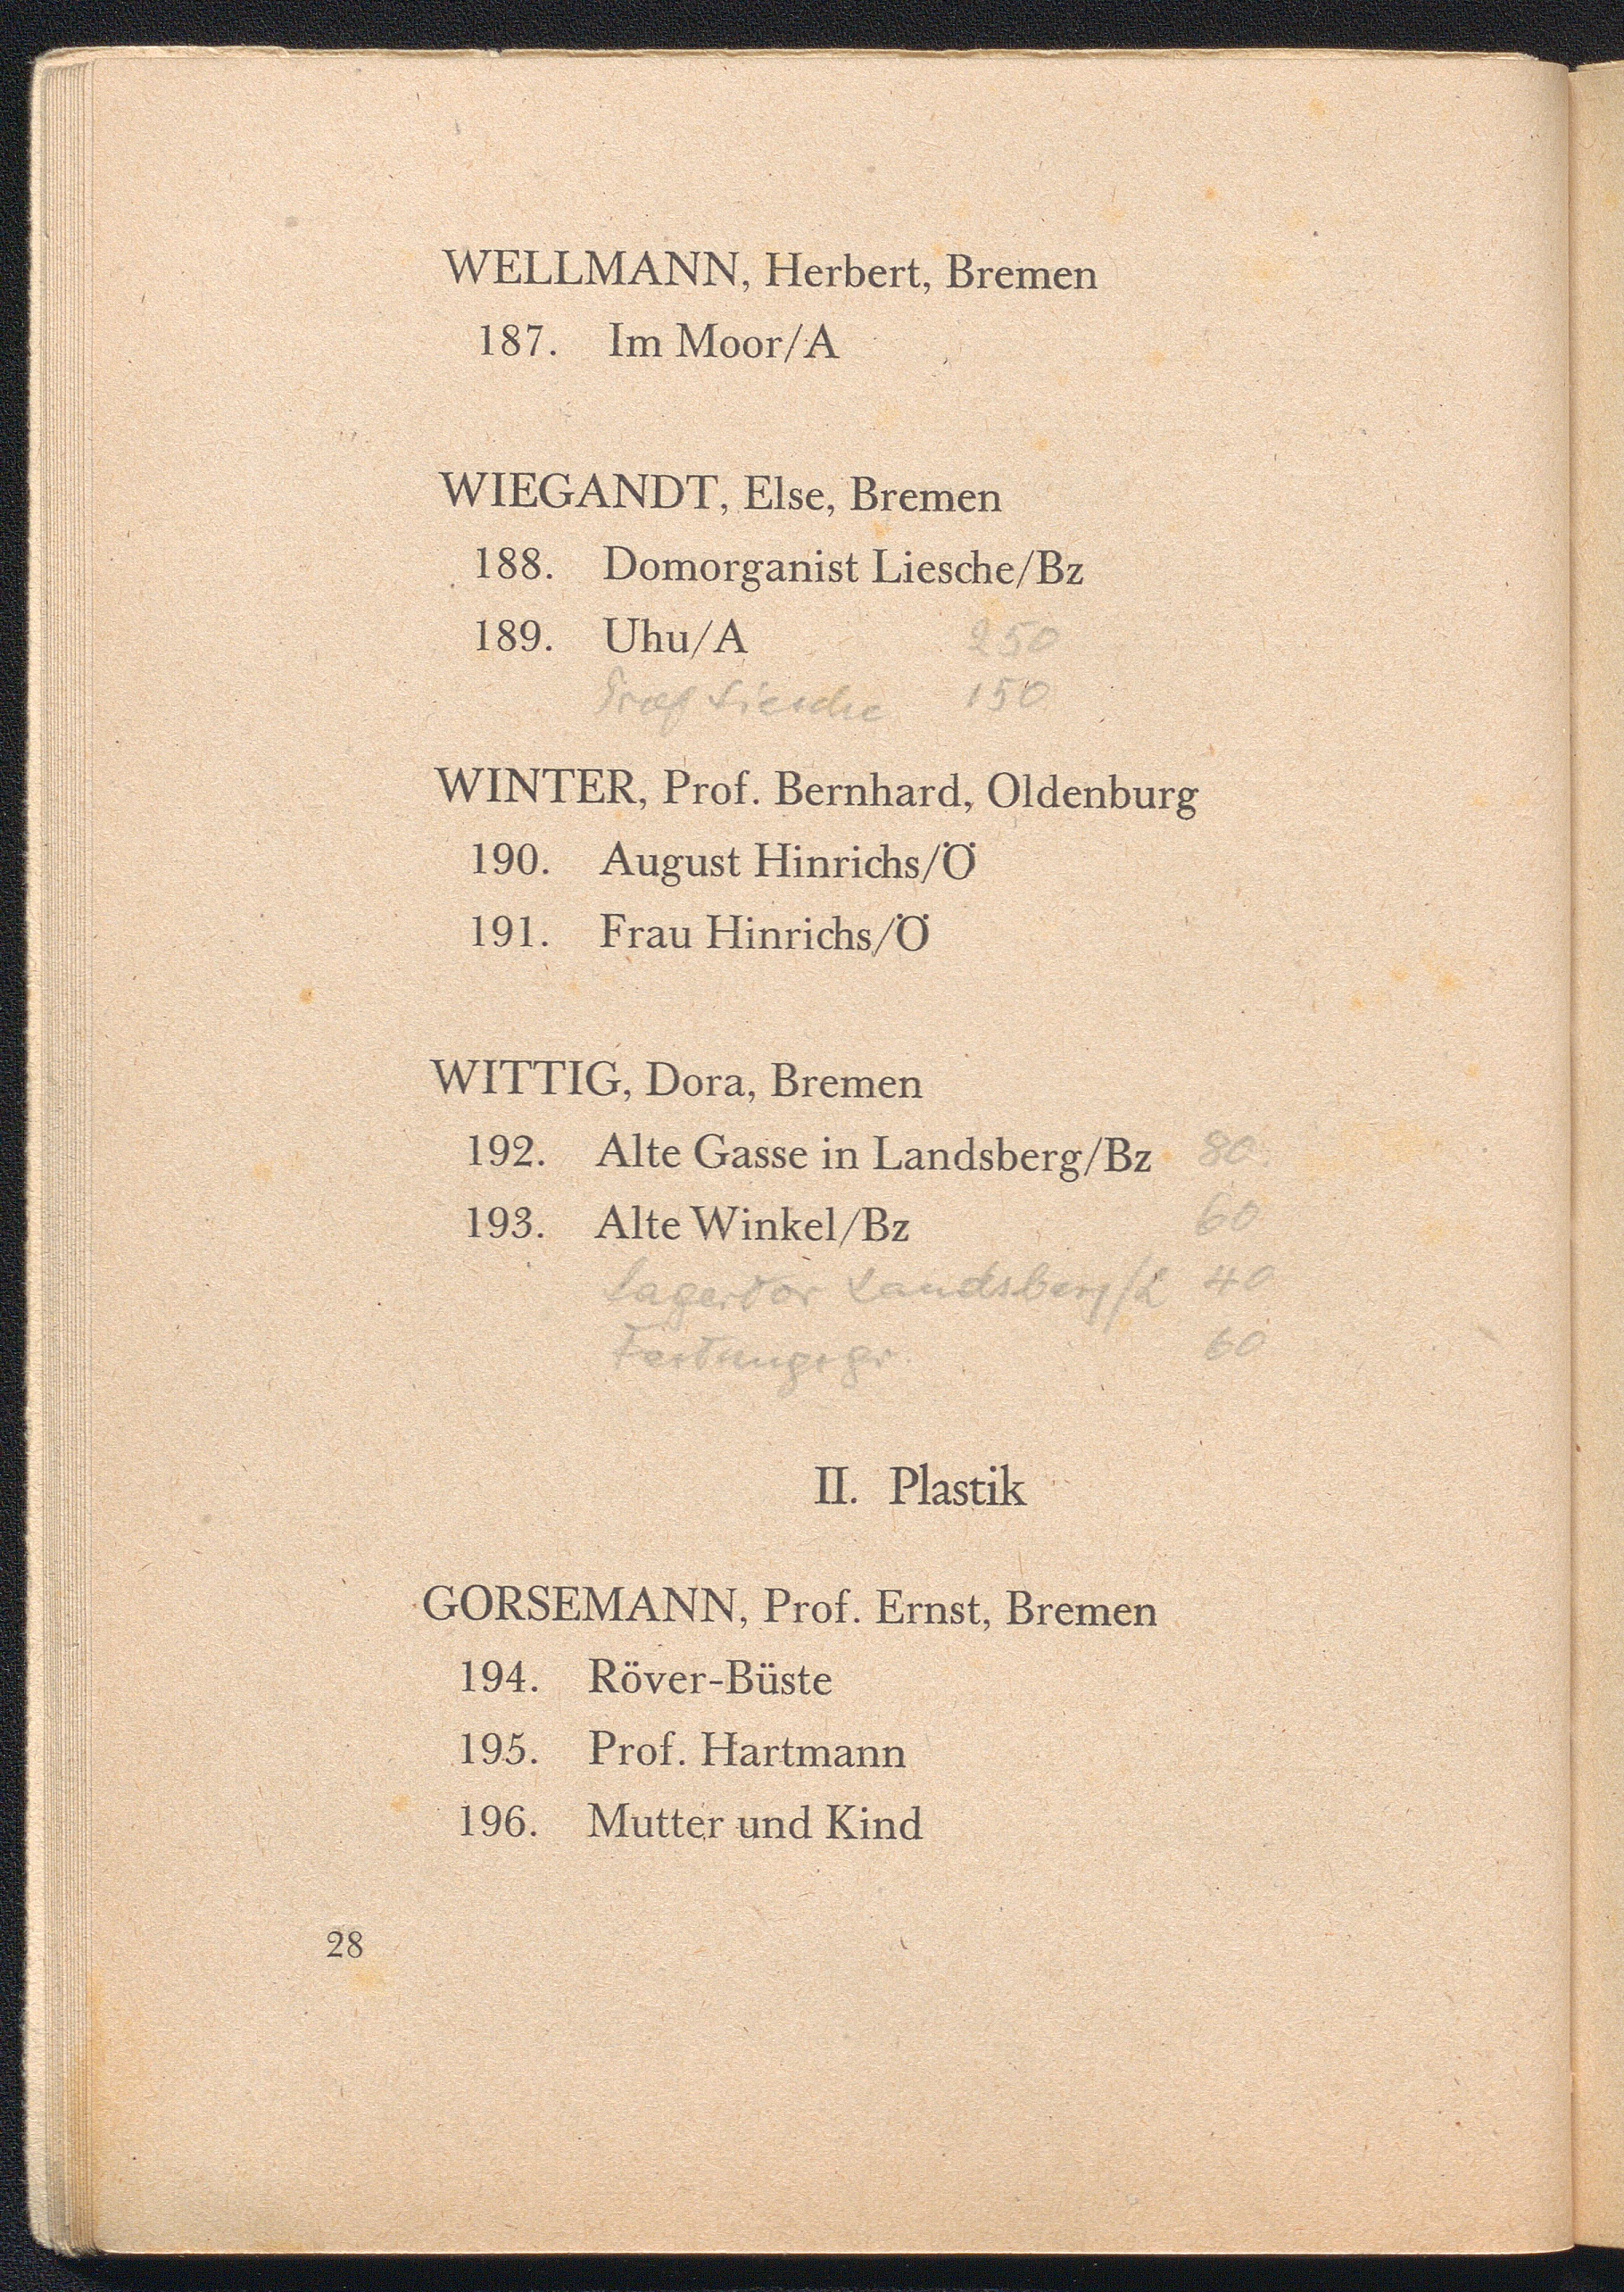 WELLMANN, Herbert, Bremen
187. Im Moor/A
WIEGANDT, Else, Bremen
188. Domorganist Liesche/Bz
189. Uhu/A 250
Liesche 150
WINTER, Prof. Bernhard, Oldenburg
190. August Hinrichs/Ö
191. Frau Hinrichs/Ö
WITTIG, Dora, Bremen
192. Alte Gasse in Landsberg/Bz 80
193. Alte Winkel/Bz 60
Landsberg/L 40
60
II. Plastik
GORSEMANN, Prof. Ernst, Bremen
194. Röver-Büste
195. Prof. Hartmann
196. Mutter und Kind
28